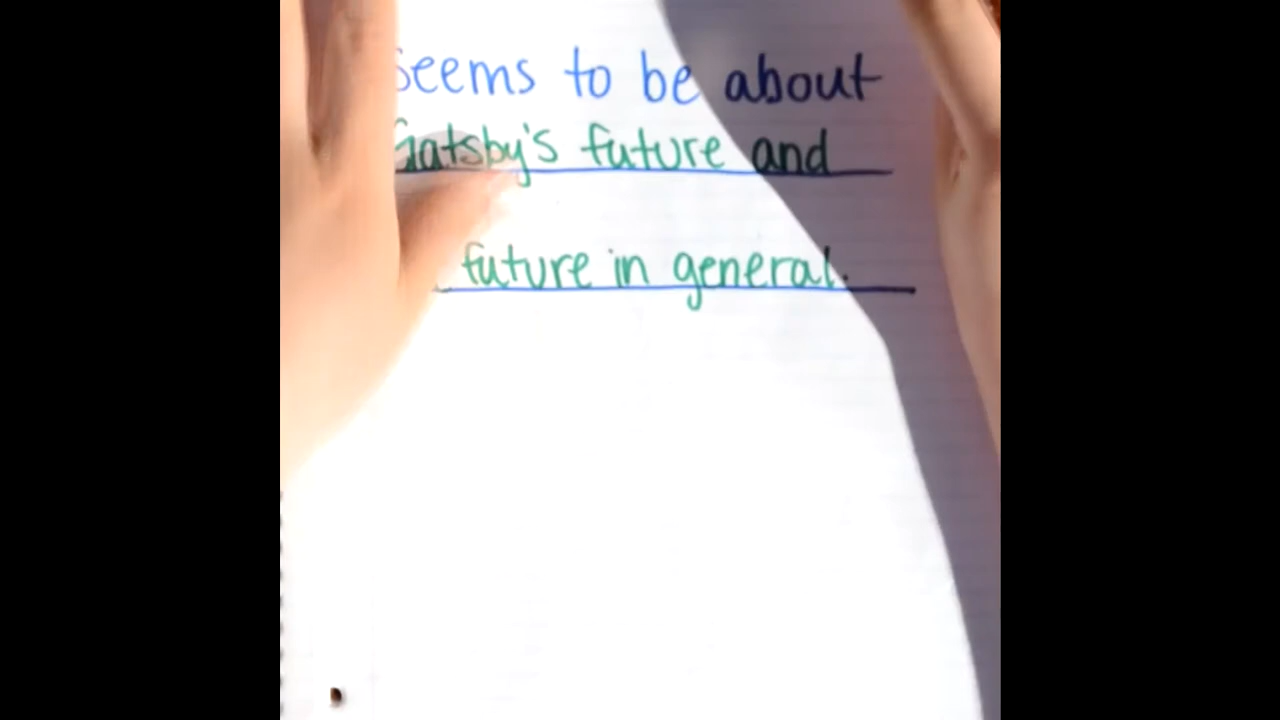 Seems to be about
Gatsby's future and
future in general.